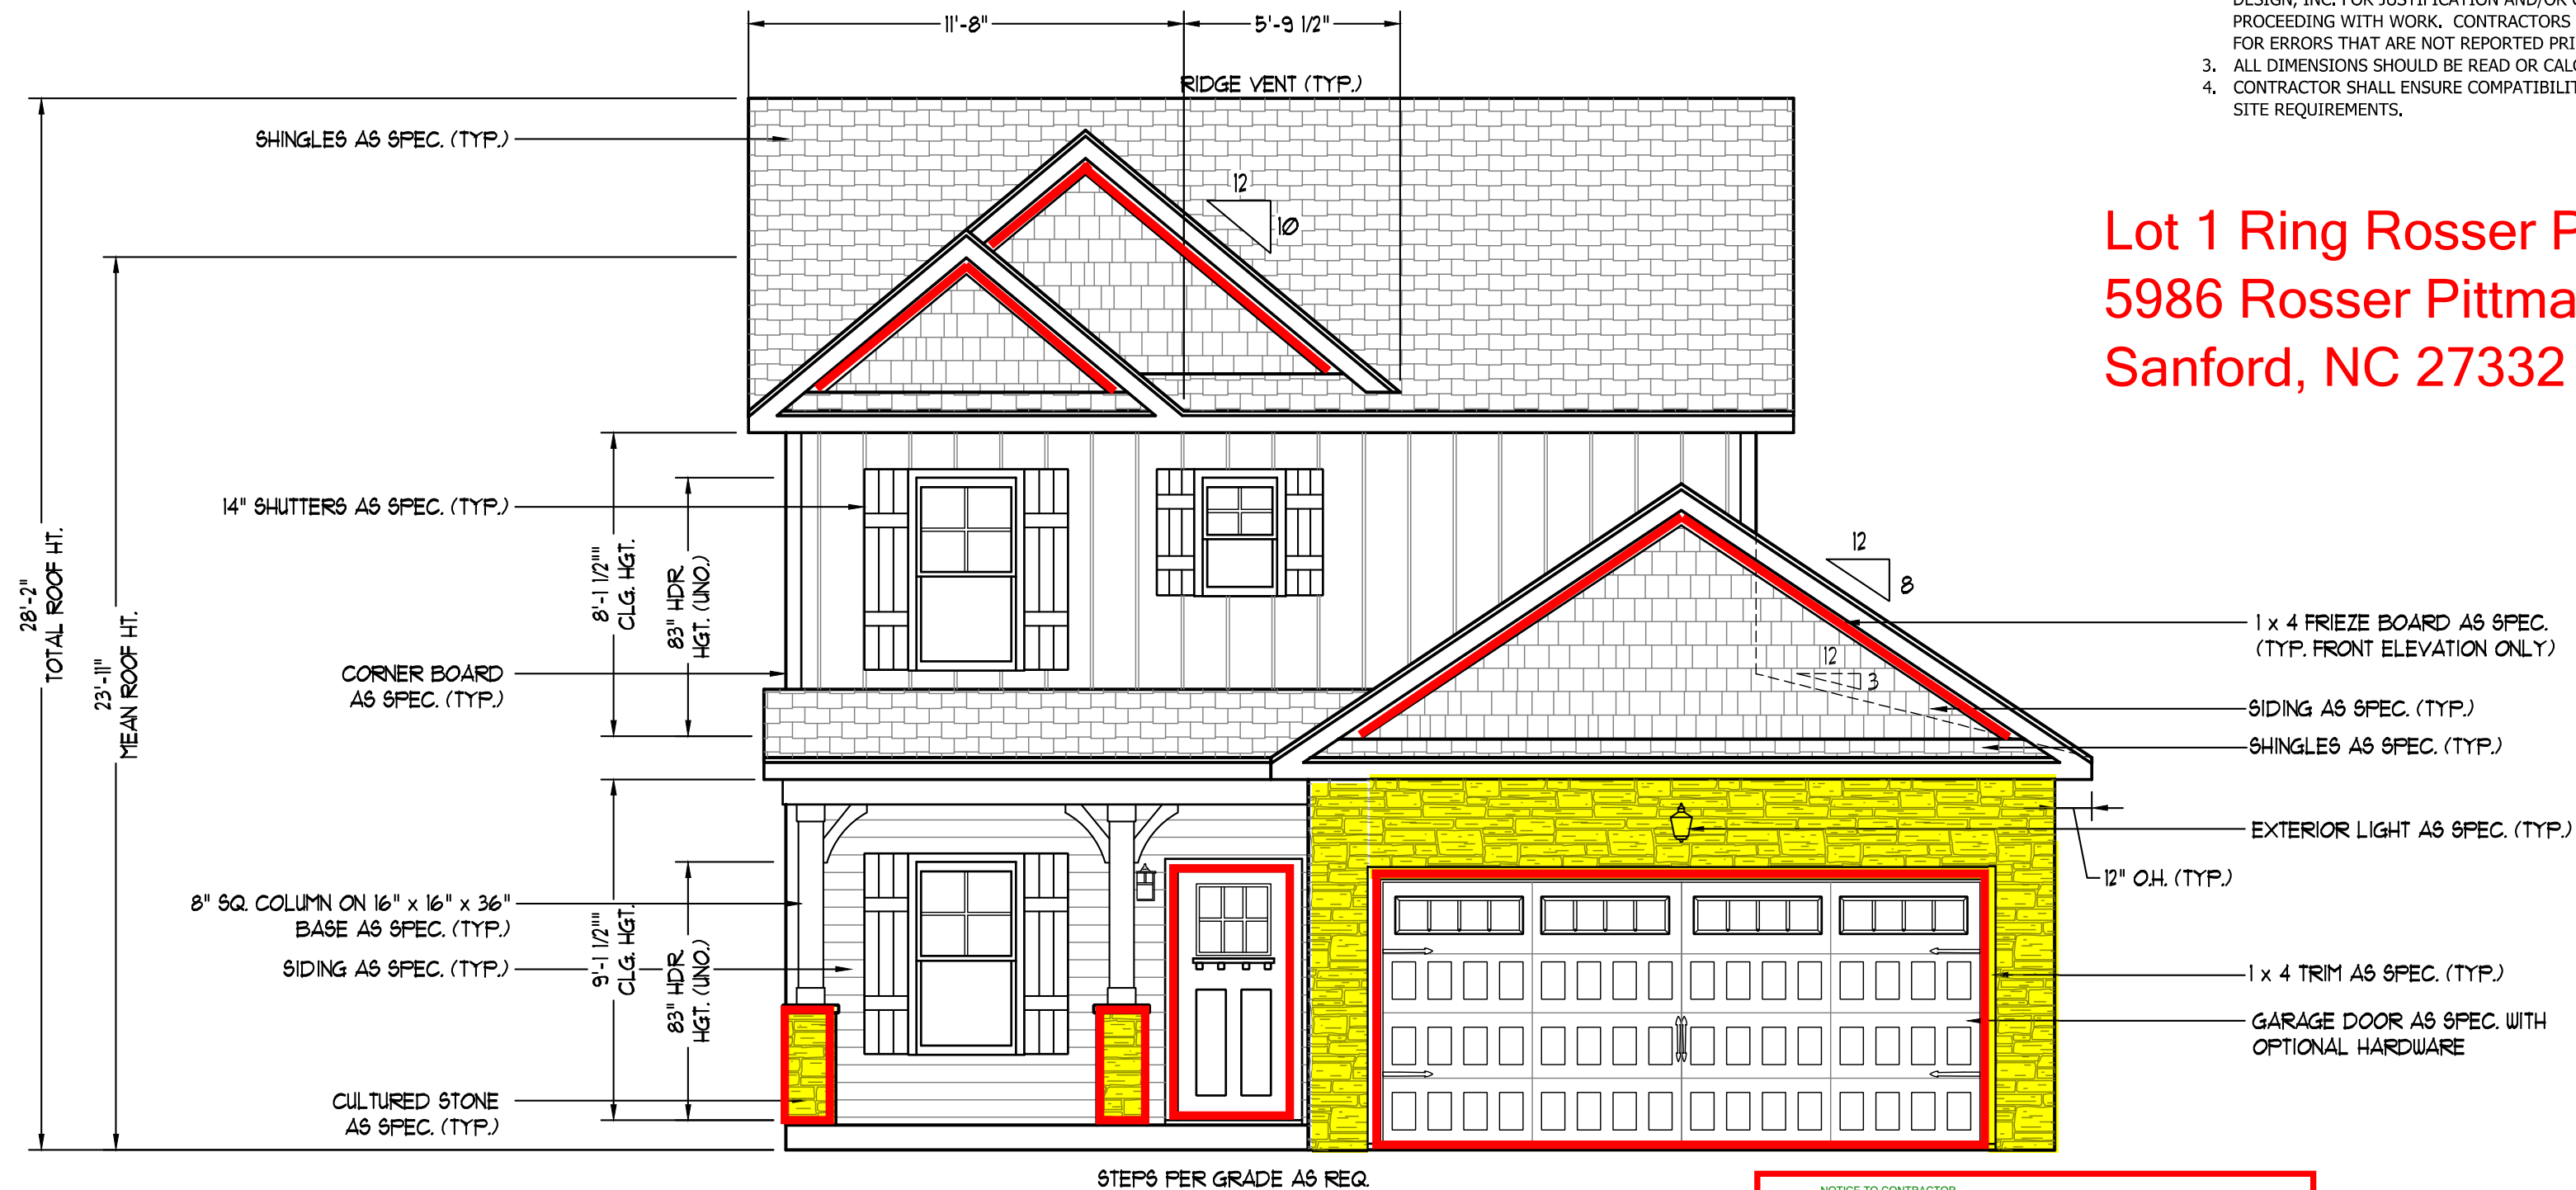 DESIGN, INC. FOR JUSTIFICATION AND/OR
PROCEEDING WITH WORK. CONTRACTORS
FOR ERRORS THAT ARE NOT REPORTED
3. ALL DIMENSIONS SHOULD BE READ OR
4. CONTRACTOR SHALL ENSURE
SITE REQUIREMENTS.
Lot 1 Ring Rosser
5986 Rosser
Sanford, NC 27332
11'-8"
5'-9 1/2"
RIDGE VENT (TYP.)
SHINGLES AS SPEC. (TYP.)
12
10
28'-2"
TOTAL ROOF HT.
23'-11"
MEAN ROOF HT.
14" SHUTTERS AS SPEC. (TYP.)
8'-1 1/2""
CLG. HGT.
83" HDR
HGT. (UNO.)
CORNER BOARD
AS SPEC. (TYP.)
12
8
12
3
1 x 4 FRIEZE BOARD AS SPEC.
(TYP. FRONT ELEVATION ONLY)
SIDING AS SPEC. (TYP.)
SHINGLES AS SPEC. (TYP.)
EXTERIOR LIGHT AS SPEC. (TYP.)
12" O.H. (TYP.)
8" SQ. COLUMN ON 16" x 16" x 36"
BASE AS SPEC. (TYP.)
SIDING AS SPEC. (TYP.)
9'-1 1/2""
CLG. HGT.
83" HDR
HGT. (UNO.)
CULTURED STONE
AS SPEC. (TYP.)
1 x 4 TRIM AS SPEC. (TYP.)
GARAGE DOOR AS SPEC. WITH
OPTIONAL HARDWARE
STEPS PER GRADE AS REQ.
NOTICE TO CONTRACTOR